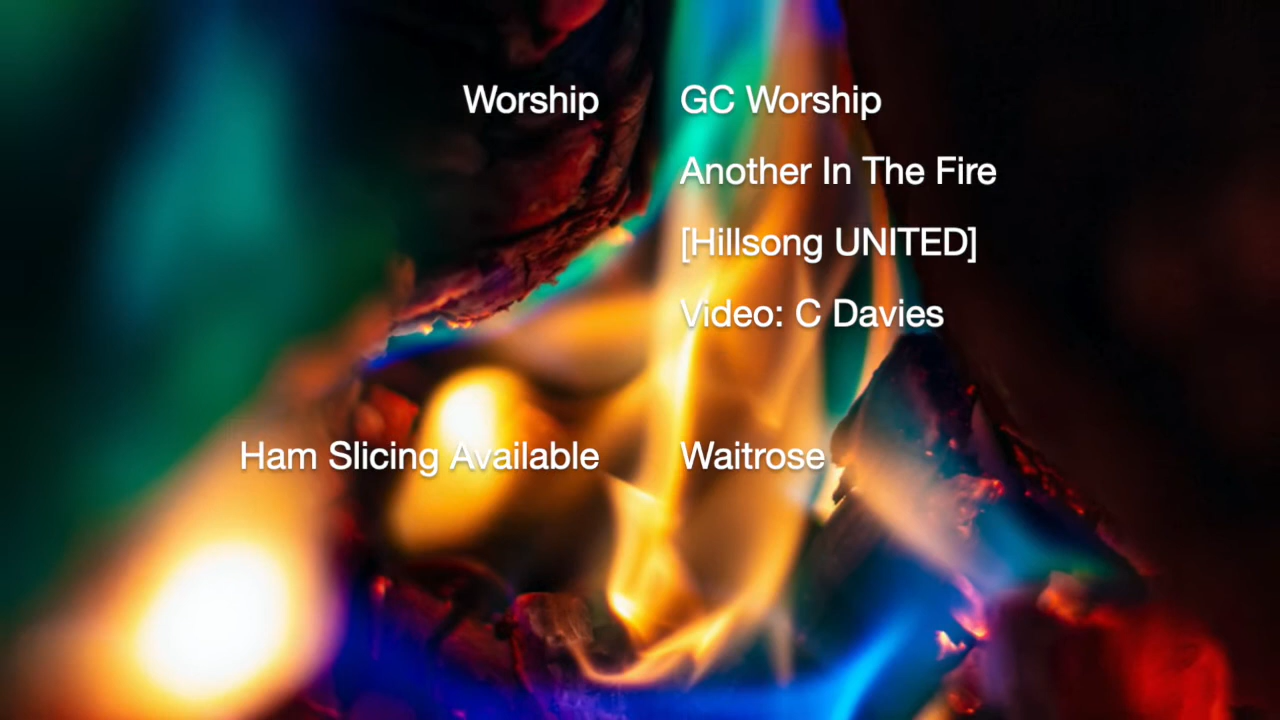 Worship GC Worship
Another In The Fire
[Hillsong UNITED]
Video: C Davies
Ham Slicing Available Waitrose